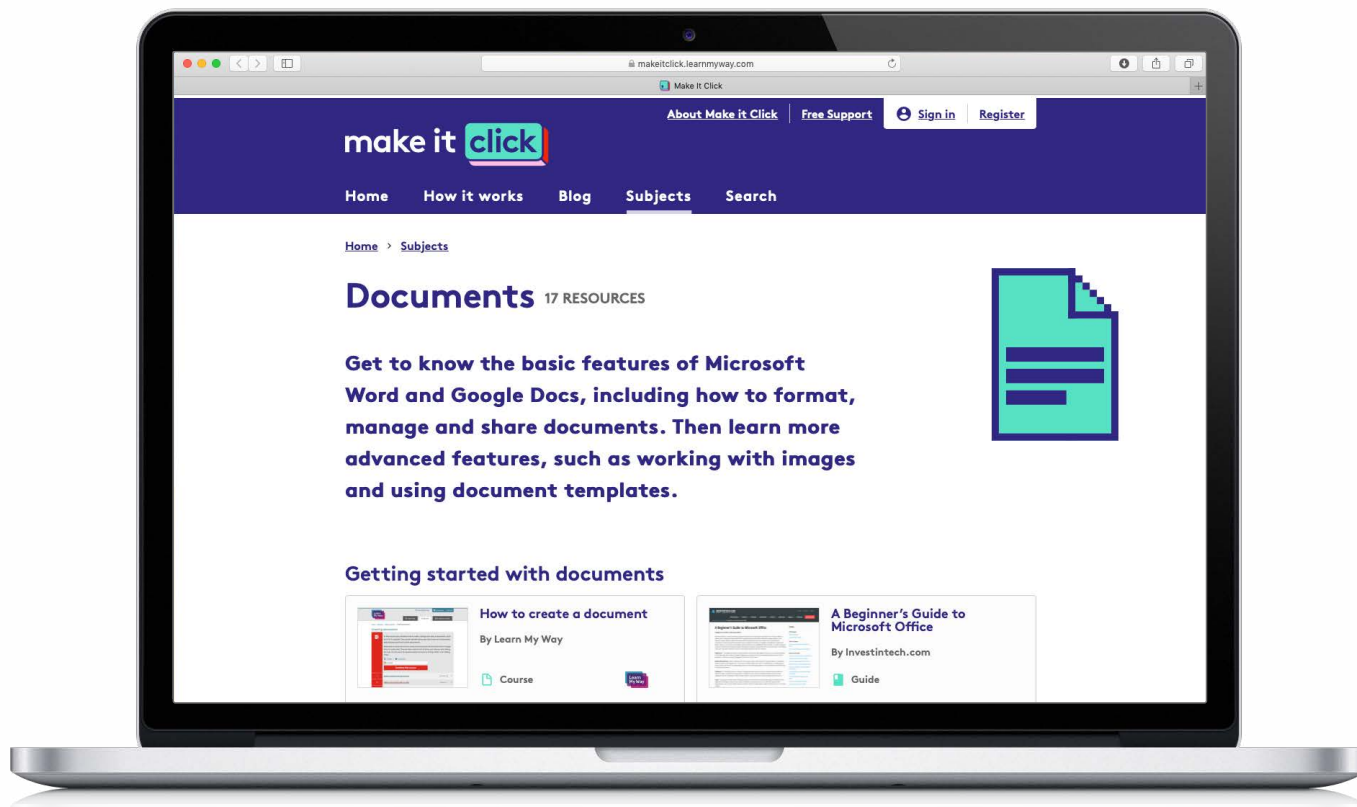 makeitclick.learnmyway.com
Make It Click
About Make it Click
Free Support
Sign in
Register
make it click
Home
How it works
Blog
Subjects
Search
Home > Subjects
Documents 17 RESOURCES
Get to know the basic features of Microsoft
Word and Google Docs, including how to format,
manage and share documents. Then learn more
advanced features, such as working with images
and using document templates.
Getting started with documents
How to create a document
By Learn My Way
Course
Learn
My Way
A Beginner's Guide to
Microsoft Office
By Investintech.com
Guide